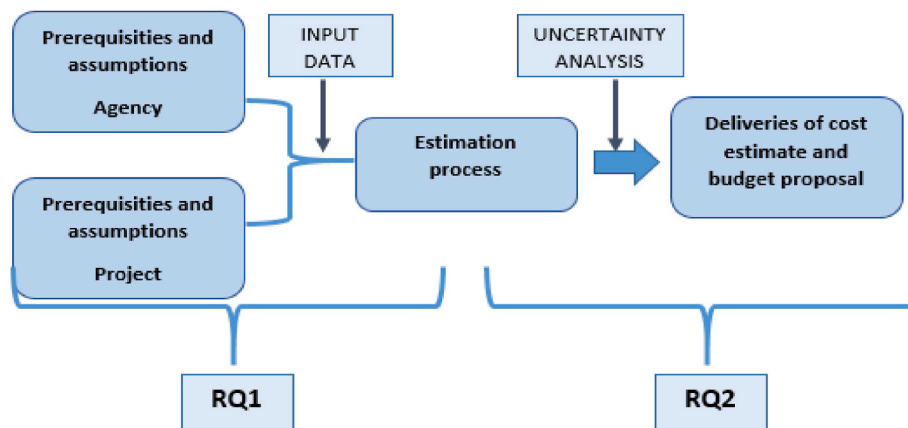 Prerequisities and
assumptions
Agency
INPUT
DATA
UNCERTAINTY
ANALYSIS
Estimation
process
Deliveries of cost
estimate and
budget proposal
Prerequisities and
assumptions
Project
RQ1
RQ2